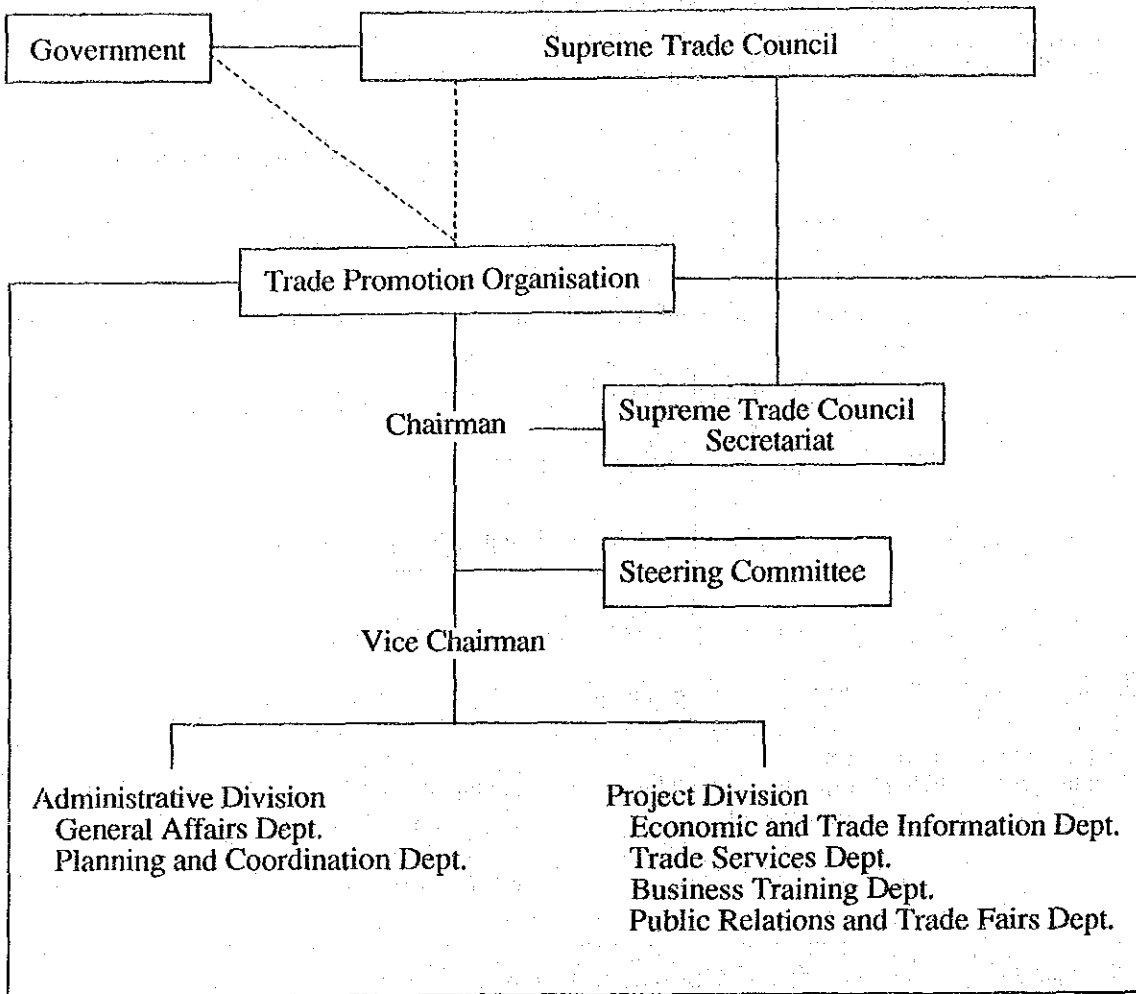 Government
Supreme Trade Council
Trade Promotion Organisation
Chairman
Supreme Trade Council
Secretariat
Steering Committee
Vice Chairman
Administrative Division
General Affairs Dept.
Planning and Coordination Dept.
Project Division
Economic and Trade Information Dept.
Trade Services Dept.
Business Training Dept.
Public Relations and Trade Fairs Dept.